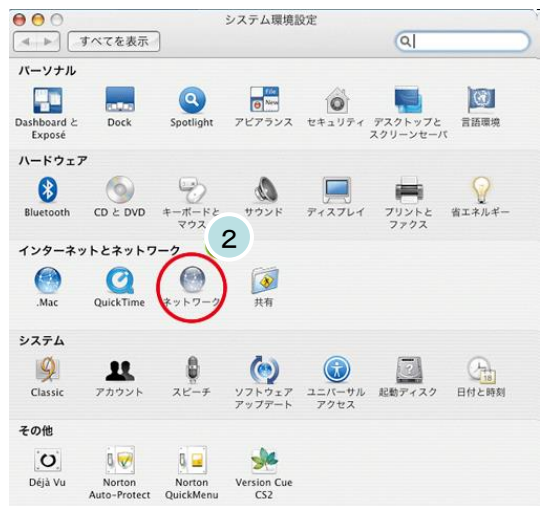 システム環境設定
すべてを表示
パーソナル
Dashboard と
Exposé
Dock
Spotlight
アピアランス
セキュリティ
デスクトップと
スクリーンセーバ
言語環境
ハードウェア
Bluetooth
CD と DVD
キーボードと
マウス
サウンド
ディスプレイ
プリントと
ファクス
省エネルギー
2
インターネットとネットワーク
.Mac
QuickTime
ネットワーク
共有
システム
Classic
アカウント
スピーチ
ソフトウェア
アップデート
ユニバーサル
アクセス
起動ディスク
日付と時刻
その他
Déjà Vu
Norton
Auto-Protect
Norton
QuickMenu
Version Cue
CS2